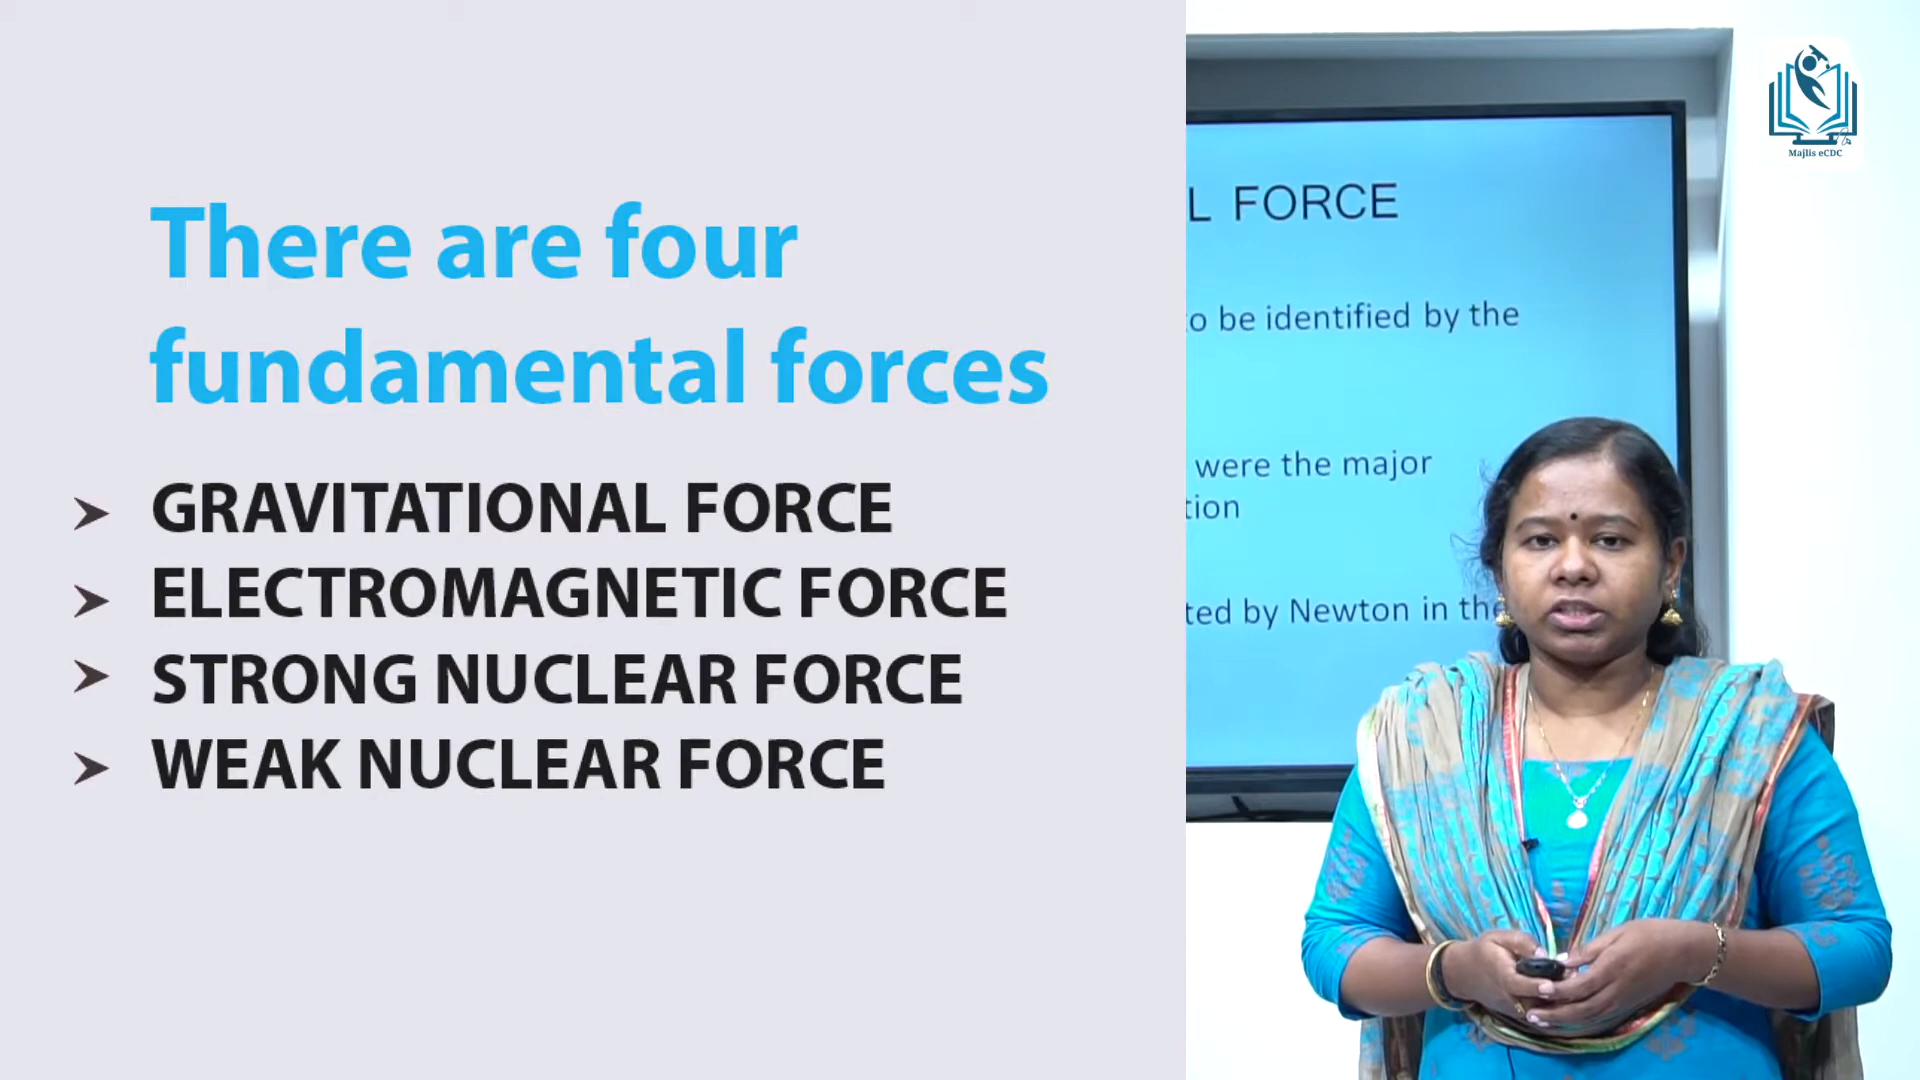 There are four
fundamental forces
➤ GRAVITATIONAL FORCE
➤ ELECTROMAGNETIC FORCE
➤ STRONG NUCLEAR FORCE
➤ WEAK NUCLEAR FORCE
L FORCE
o be identified by the
were the major
tion
ted by Newton in the
Majlis eCDC